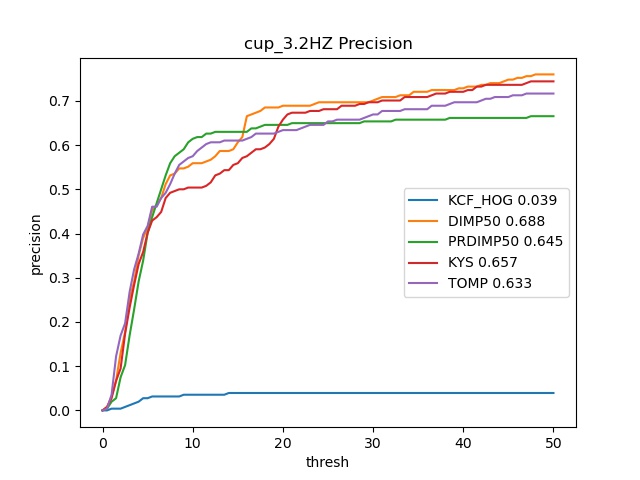 cup_3.2HZ Precision
precision
0.7
0.6
0.5
0.4
0.3
0.2
0.1
0.0
KCF_HOG 0.039
DIMP50 0.688
PRDIMP50 0.645
KYS 0.657
TOMP 0.633
0 10 20 30 40 50
thresh